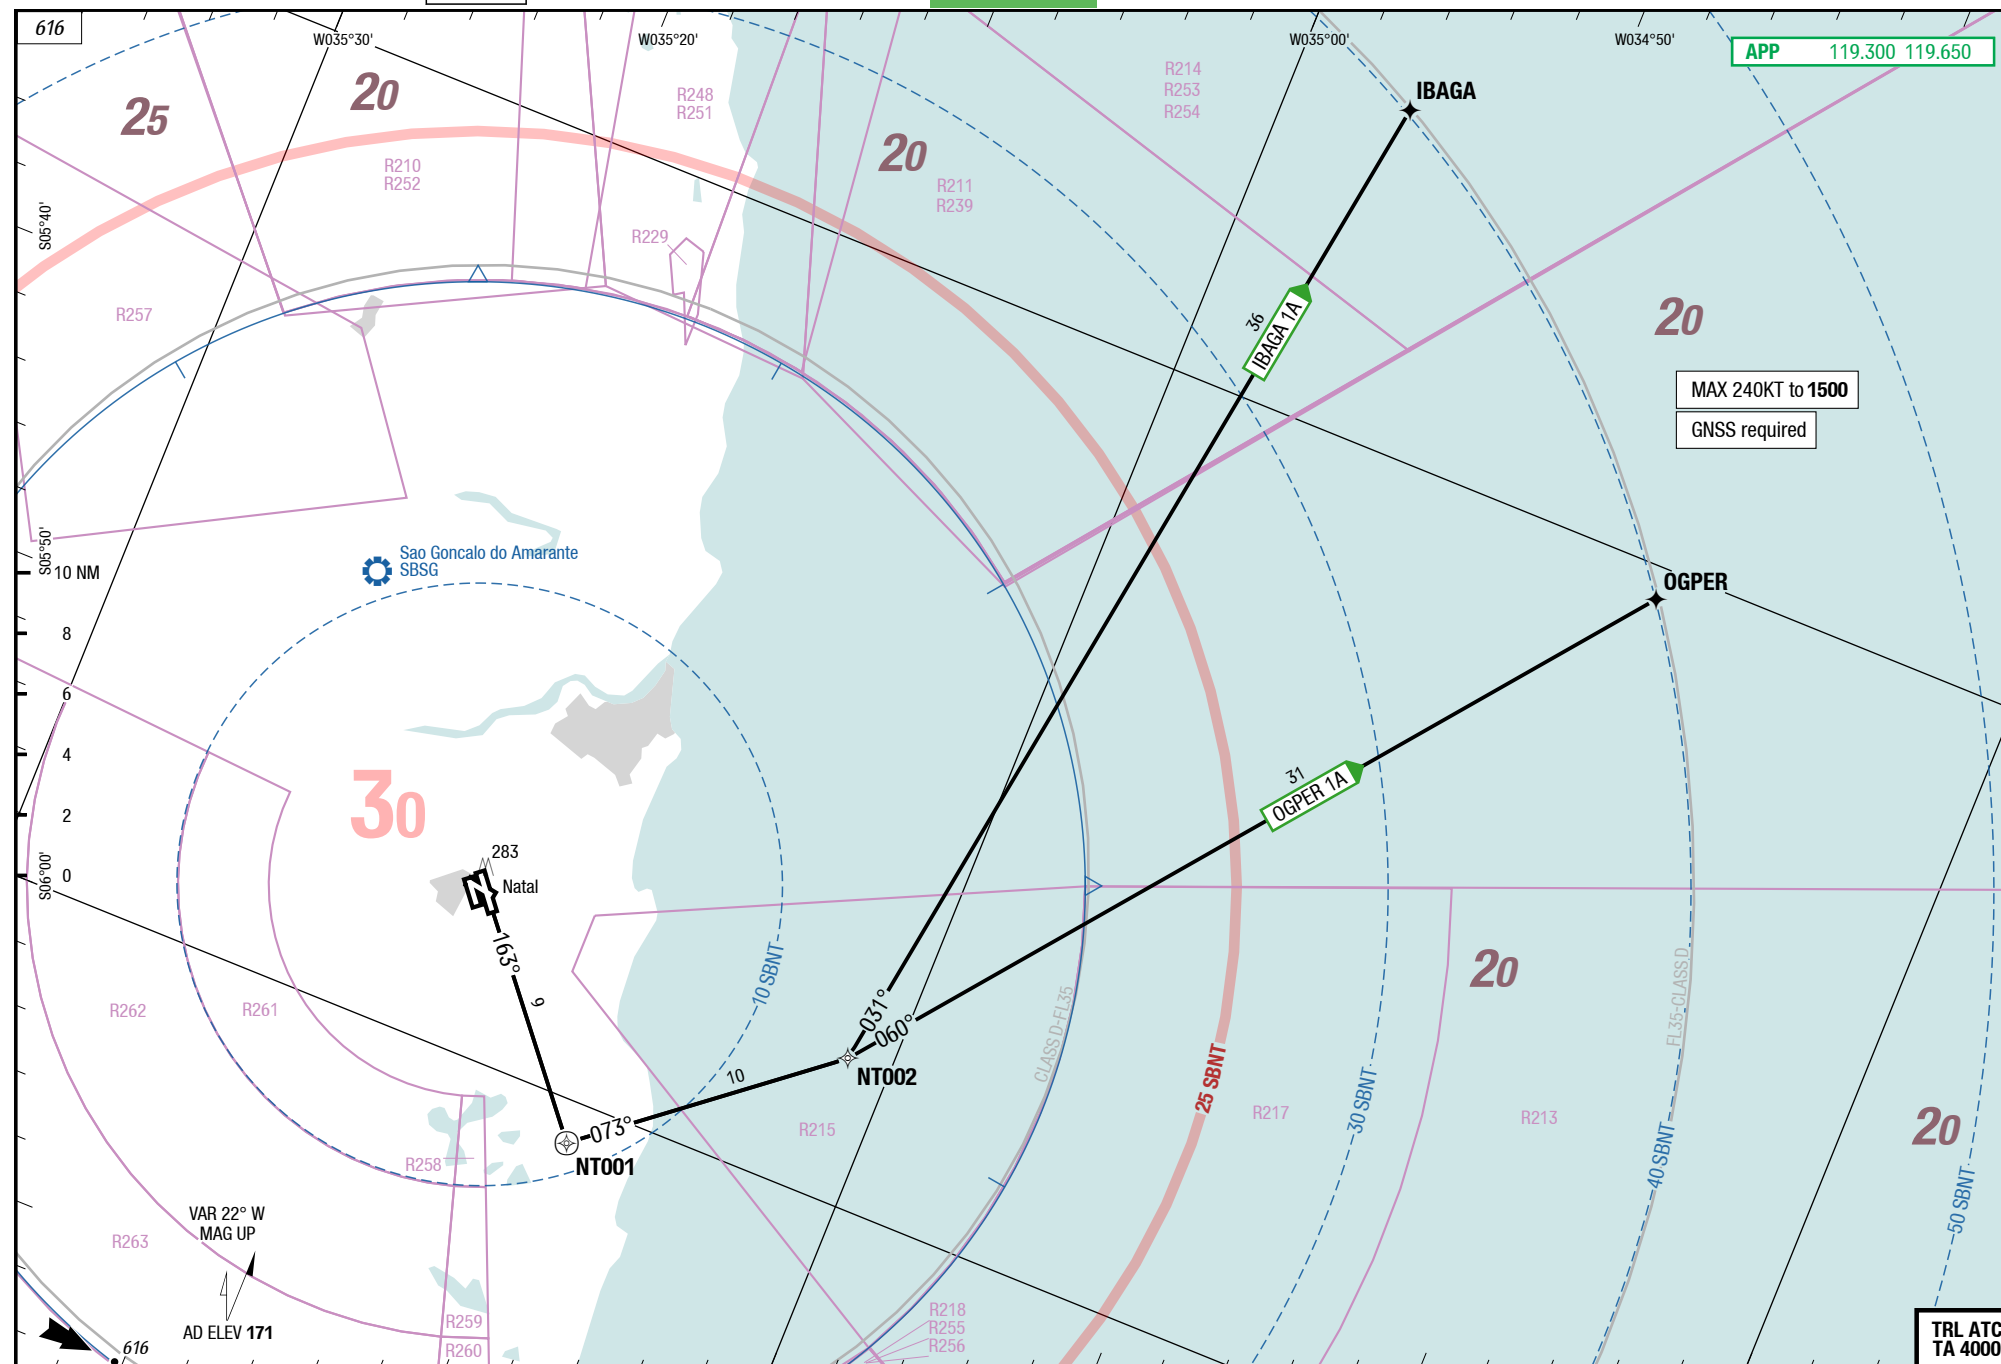 616
W035°30'
W035°20'
W035°00'
W034°50'
APP 119.300 119.650
25
20
20
R248
R251
R214
R253
R254
IBAGA
R210
R252
R211
R239
S05°40'
R229
R257
36
IBAGA 1A
20
MAX 240KT to 1500
GNSS required
S05°50'
10 NM
Sao Goncalo do Amarante
SBSG
OGPER
8
6
4
2
0
S06°00'
30
31
OGPER 1A
283
Natal
163°
9
10 SBNT
031°
060°
NT002
10
073°
NT001
CLASS D-FL35
FL35-CLASS D
20
R262
R261
R215
25 SBNT
R217
30 SBNT
R213
20
40 SBNT
50 SBNT
R258
VAR 22° W
MAG UP
R263
AD ELEV 171
616
R259
R260
R218
R255
R256
TRL ATC
TA 4000